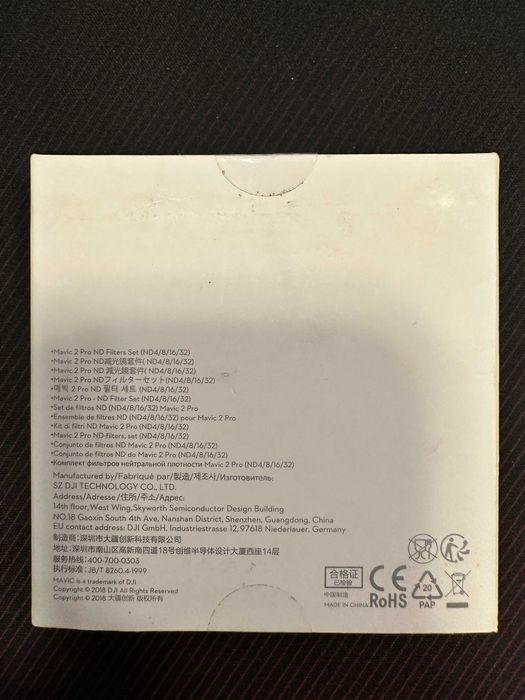 •Mavic 2 Pro ND Filters Set (ND4/8/16/32)
•Mavic 2 Pro ND减光镜套件( ND4/8/16/32)
•Mavic 2 Pro ND 減光鏡套件( ND4/8/16/32)
•Mavic 2 Pro NDフィルターセット(ND4/8/16/32)
•매빅 2 Pro ND 필터 세트 (ND4/8/16/32)
•Mavic 2 Pro - ND Filter Set (ND4/8/16/32)
•Set de filtros ND (ND4/8/16/32) Mavic 2 Pro
•Ensemble de filtres ND (ND4/8/16/32) pour Mavic 2 Pro
•Kit di filtri ND Mavic 2 Pro (ND4/8/16/32)
•Mavic 2 Pro ND-filters, set (ND4/8/16/32)
•Conjunto de filtros ND Mavic 2 Pro (ND4/8/16/32)
•Conjunto de filtros ND do Mavic 2 Pro (ND4/8/16/32)
•Комплект фильтров нейтральной плотности Mavic 2 Pro (ND4/8/16/32)
Manufactured by/Fabriqué par/製造/제조사/Изготовитель:
SZ DJI TECHNOLOGY CO., LTD.
Address/Adresse/住所/주소/Адрес:
14th floor, West Wing, Skyworth Semiconductor Design Building
NO.18 Gaoxin South 4th Ave, Nanshan District, Shenzhen, Guangdong, China
EU contact address: DJI GmbH, Industriestrasse 12, 97618 Niederlauer, Germany
制造商: 深圳市大疆创新科技有限公司
地址: 深圳市南山区高新南四道18号创维半导体设计大厦西座14层
服务热线: 400-700-0303
执行标准: JB/T 8260.4-1999
MAVIC is a trademark of DJI
Copyright © 2018 DJI All Rights Reserved
Copyright © 2018 大疆创新 版权所有
合格证
已检验
中国制造
MADE IN CHINA
CE
RoHS
20
PAP